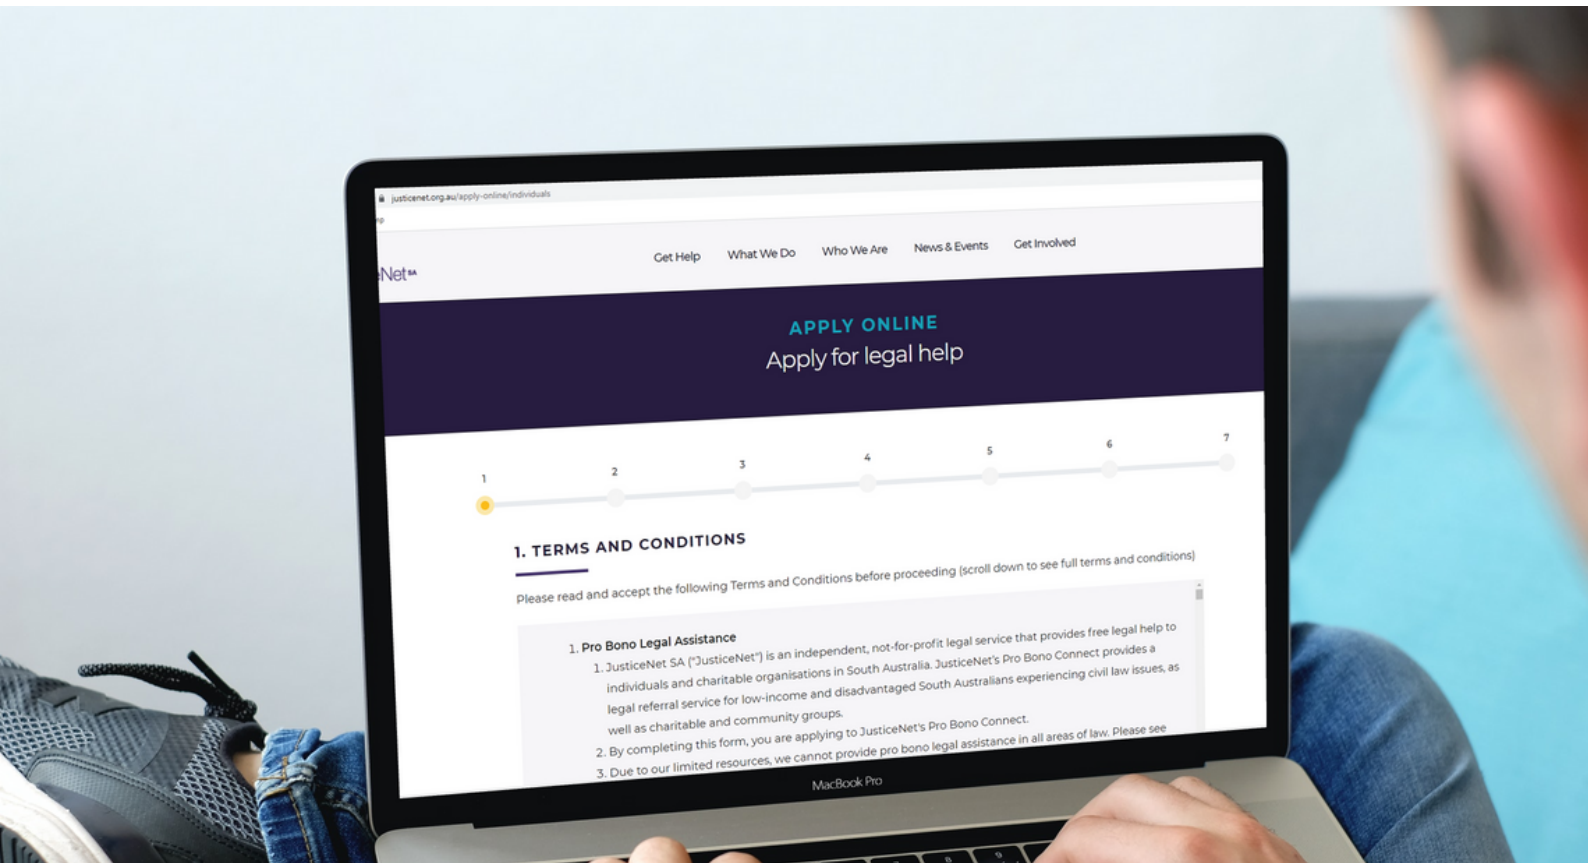 justicenet.org.au/apply-online/individuals
Net SA
Get Help What We Do Who We Are News & Events Get Involved
APPLY ONLINE
Apply for legal help
1 2 3 4 5 6 7
1. TERMS AND CONDITIONS
Please read and accept the following Terms and Conditions before proceeding (scroll down to see full terms and conditions)
1. Pro Bono Legal Assistance
1. JusticeNet SA ("JusticeNet") is an independent, not-for-profit legal service that provides free legal help to
individuals and charitable organisations in South Australia. JusticeNet's Pro Bono Connect provides a
legal referral service for low-income and disadvantaged South Australians experiencing civil law issues, as
well as charitable and community groups.
2. By completing this form, you are applying to JusticeNet's Pro Bono Connect.
3. Due to our limited resources, we cannot provide pro bono legal assistance in all areas of law. Please see
MacBook Pro